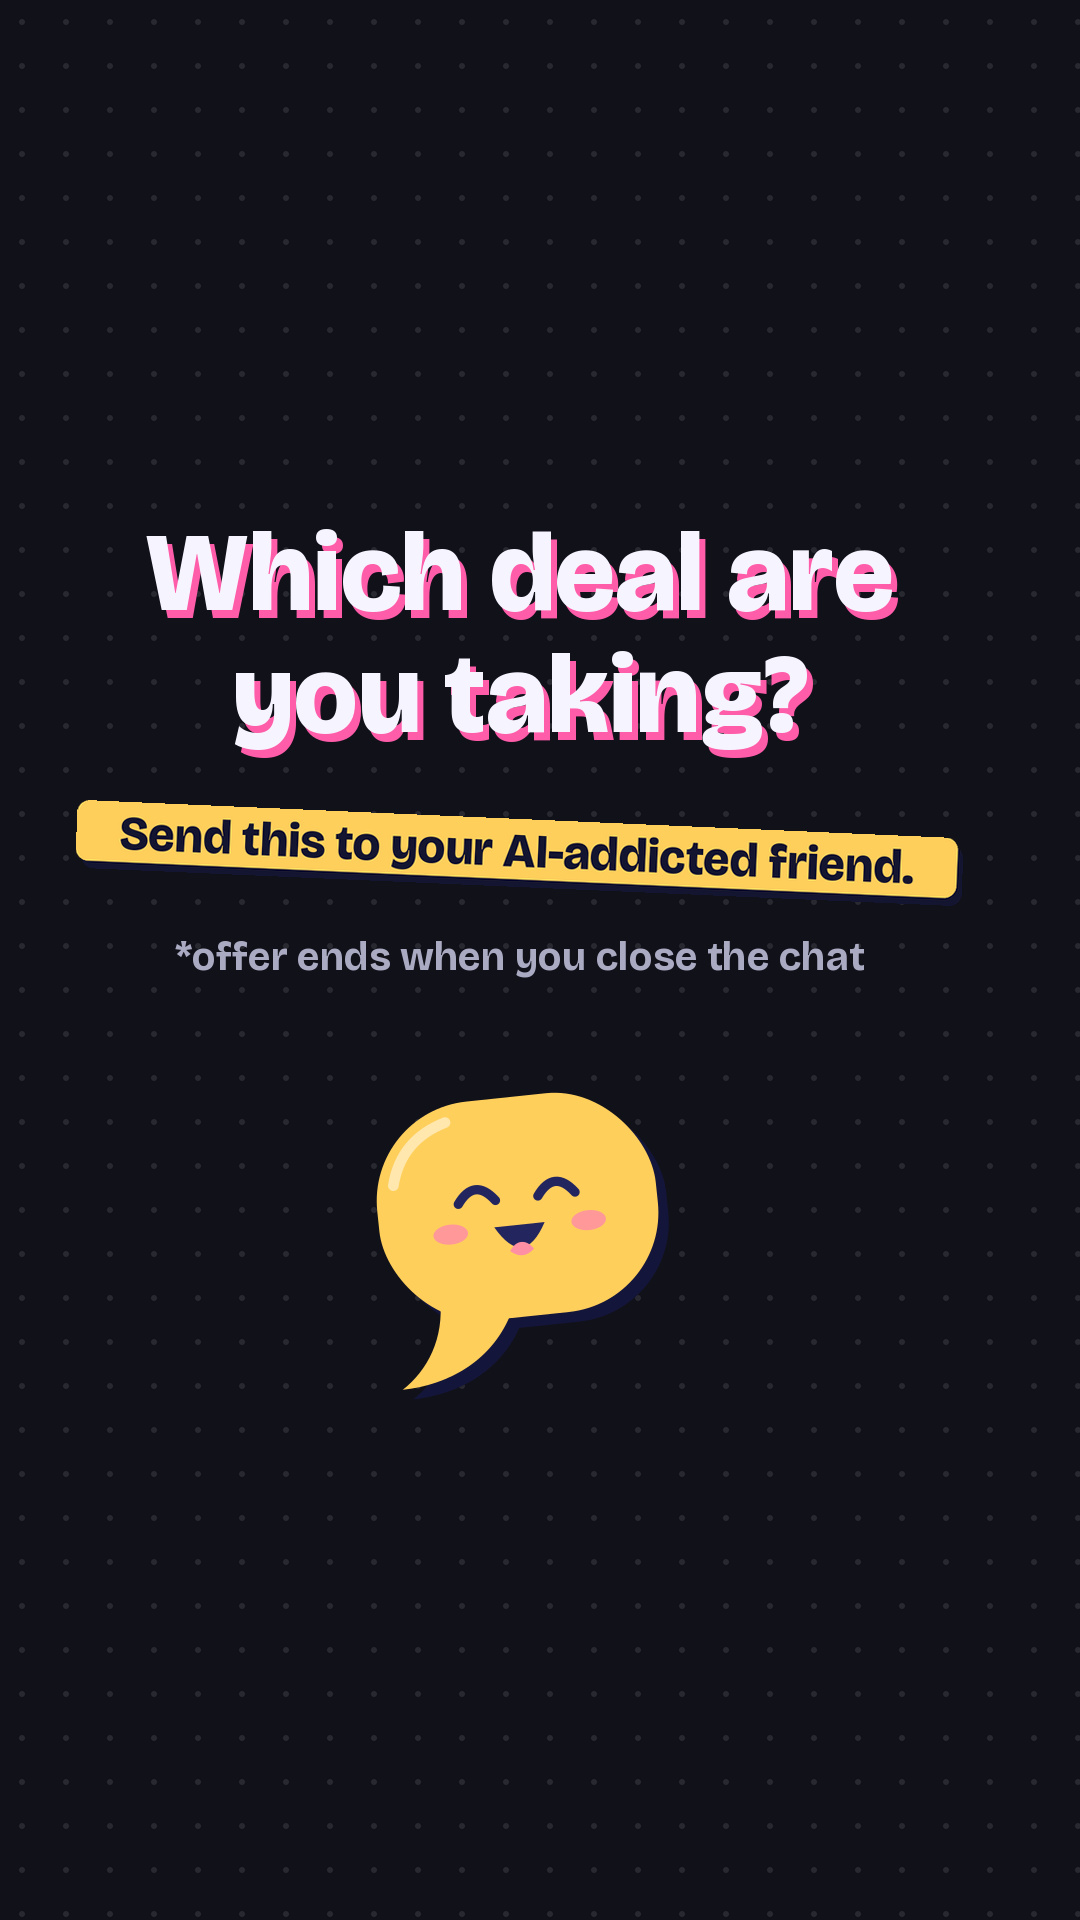 Which deal are
you taking?
Send this to your AI-addicted friend.
*offer ends when you close the chat